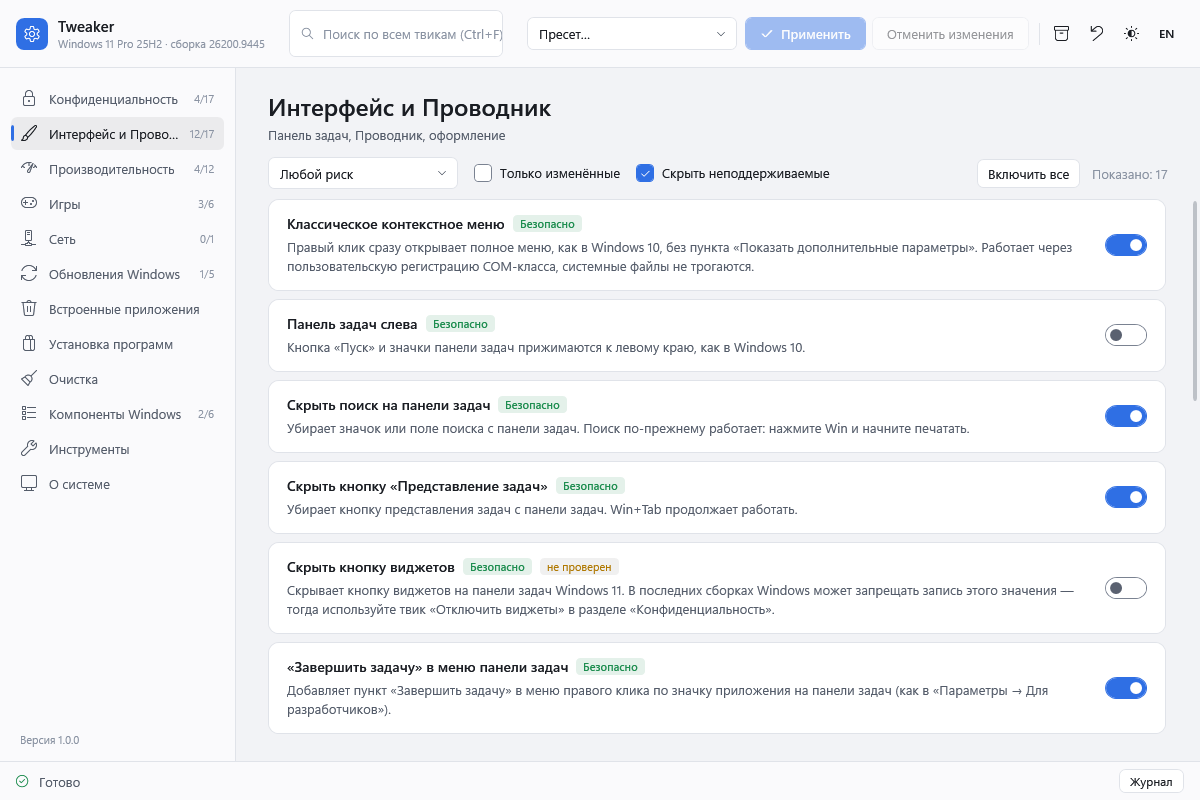 Tweaker
Windows 11 Pro 25H2 · сборка 26200.9445
Поиск по всем твикам (Ctrl+F)
Пресет...
Применить
Отменить изменения
EN
Конфиденциальность 4/17
Интерфейс и Прово... 12/17
Производительность 4/12
Игры 3/6
Сеть 0/1
Обновления Windows 1/5
Встроенные приложения
Установка программ
Очистка
Компоненты Windows 2/6
Инструменты
О системе
Версия 1.0.0
Интерфейс и Проводник
Панель задач, Проводник, оформление
Любой риск
Только изменённые
Скрыть неподдерживаемые
Включить все
Показано: 17
Классическое контекстное меню Безопасно
Правый клик сразу открывает полное меню, как в Windows 10, без пункта «Показать дополнительные параметры». Работает через
пользовательскую регистрацию COM-класса, системные файлы не трогаются.
Панель задач слева Безопасно
Кнопка «Пуск» и значки панели задач прижимаются к левому краю, как в Windows 10.
Скрыть поиск на панели задач Безопасно
Убирает значок или поле поиска с панели задач. Поиск по-прежнему работает: нажмите Win и начните печатать.
Скрыть кнопку «Представление задач» Безопасно
Убирает кнопку представления задач с панели задач. Win+Tab продолжает работать.
Скрыть кнопку виджетов Безопасно не проверен
Скрывает кнопку виджетов на панели задач Windows 11. В последних сборках Windows может запрещать запись этого значения —
тогда используйте твик «Отключить виджеты» в разделе «Конфиденциальность».
«Завершить задачу» в меню панели задач Безопасно
Добавляет пункт «Завершить задачу» в меню правого клика по значку приложения на панели задач (как в «Параметры → Для
разработчиков»).
Готово
Журнал